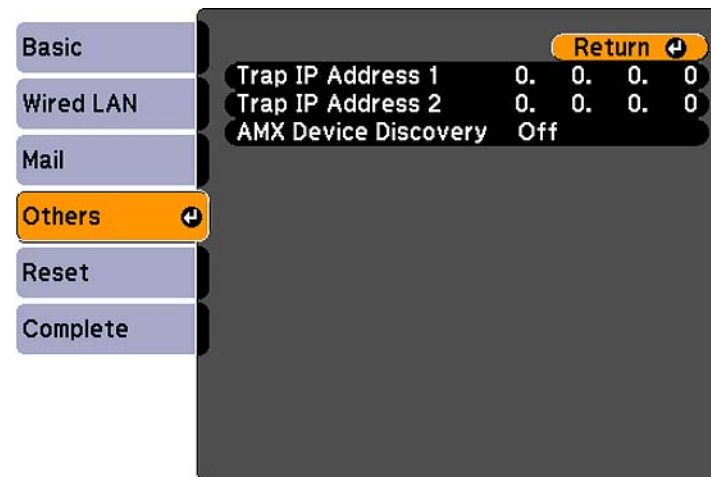 Basic
Wired LAN
Mail
Others
Reset
Complete
Return
Trap IP Address 1 0. 0. 0. 0
Trap IP Address 2 0. 0. 0. 0
AMX Device Discovery Off